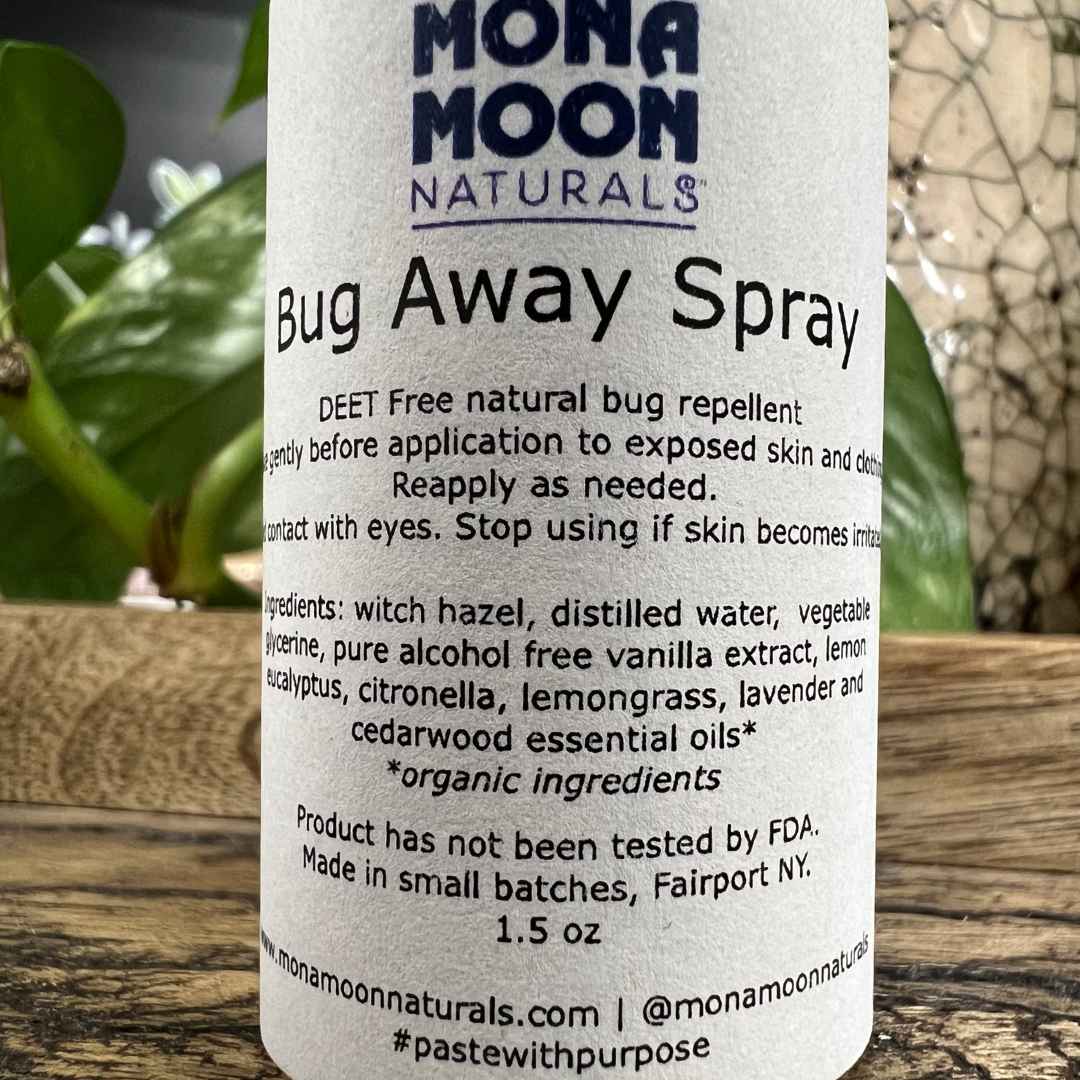 MONA
MOON
NATURALS™
Bug Away Spray
DEET Free natural bug repellent
gently before application to exposed skin and
Reapply as needed.
contact with eyes. Stop using if skin becomes
Ingredients: witch hazel, distilled water, vegetable
glycerine, pure alcohol free vanilla extract, lemon
eucalyptus, citronella, lemongrass, lavender and
cedarwood essential oils*
*organic ingredients
Product has not been tested by FDA.
Made in small batches, Fairport NY.
1.5 oz
www.monamoonnaturals.com | @monamoonnaturals
#pastewithpurpose